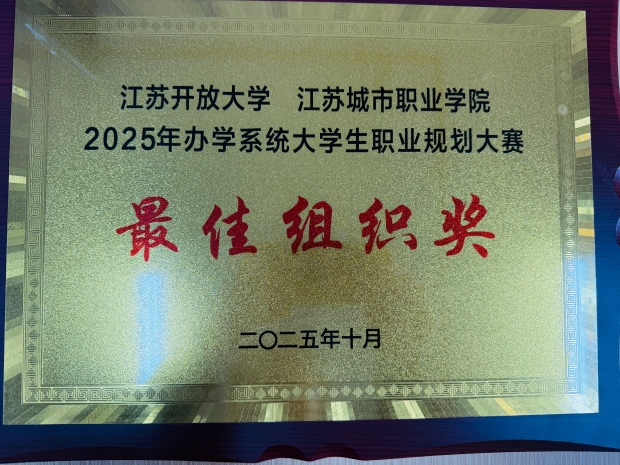 江苏开放大学 江苏城市职业学院
2025年办学系统大学生职业规划大赛
最佳组织奖
二〇二五年十月